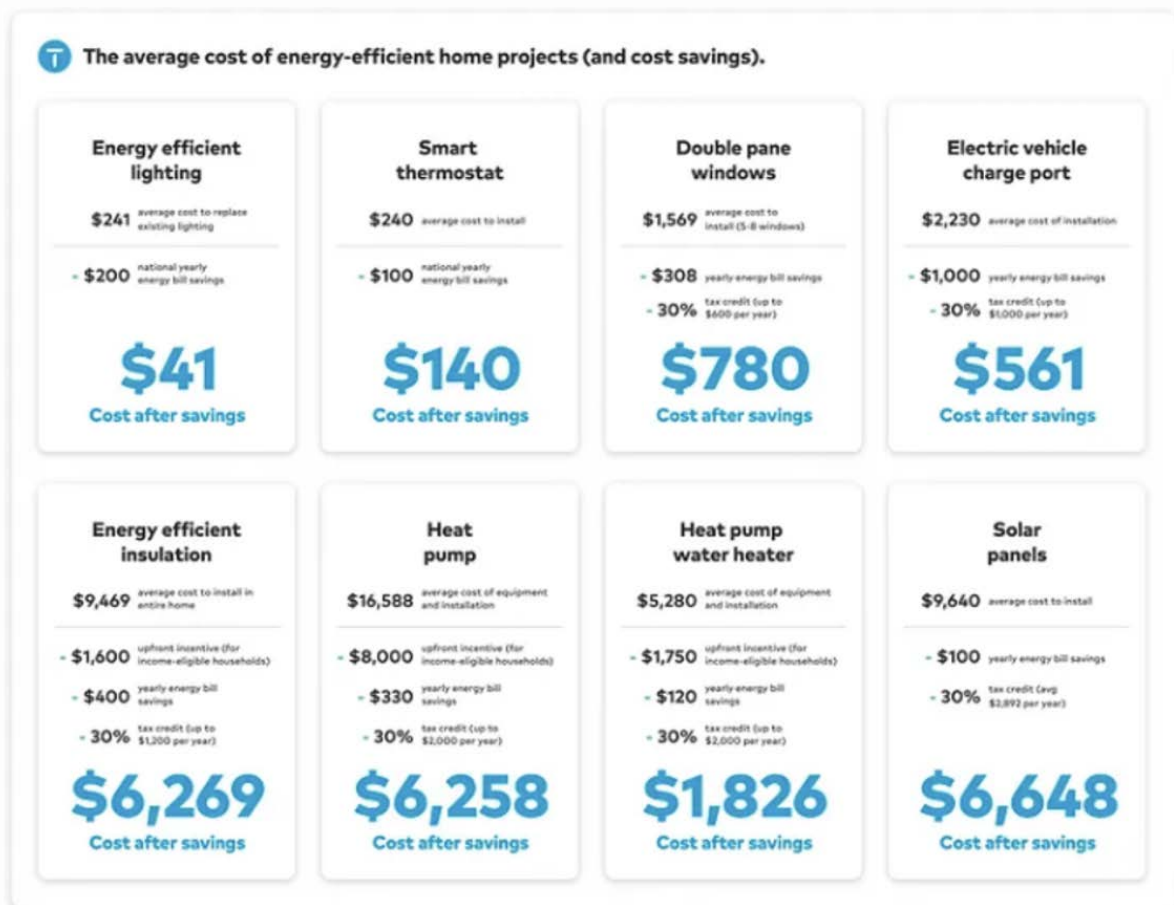 The average cost of energy-efficient home projects (and cost savings).
Energy efficient
lighting
$241 average cost to replace
existing lighting
- $200 national yearly
energy bill savings
$41
Cost after savings
Smart
thermostat
$240 average cost to install
- $100 national yearly
energy bill savings
$140
Cost after savings
Double pane
windows
$1,569 average cost to
install (5-8 windows)
- $308 yearly energy bill savings
- 30% tax credit (up to
$600 per year)
$780
Cost after savings
Electric vehicle
charge port
$2,230 average cost of installation
- $1,000 yearly energy bill savings
- 30% tax credit (up to
$1,000 per year)
$561
Cost after savings
Energy efficient
insulation
$9,469 average cost to install in
entire home
- $1,600 upfront incentive (for
income-eligible households)
- $400 yearly energy bill
savings
- 30% tax credit (up to
$1,200 per year)
$6,269
Cost after savings
Heat
pump
$16,588 average cost of equipment
and installation
- $8,000 upfront incentive (for
income-eligible households)
- $330 yearly energy bill
savings
- 30% tax credit (up to
$2,000 per year)
$6,258
Cost after savings
Heat pump
water heater
$5,280 average cost of equipment
and installation
- $1,750 upfront incentive (for
income-eligible households)
- $120 yearly energy bill
savings
- 30% tax credit (up to
$2,000 per year)
$1,826
Cost after savings
Solar
panels
$9,640 average cost to install
- $100 yearly energy bill savings
- 30% tax credit (avg
$2,892 per year)
$6,648
Cost after savings